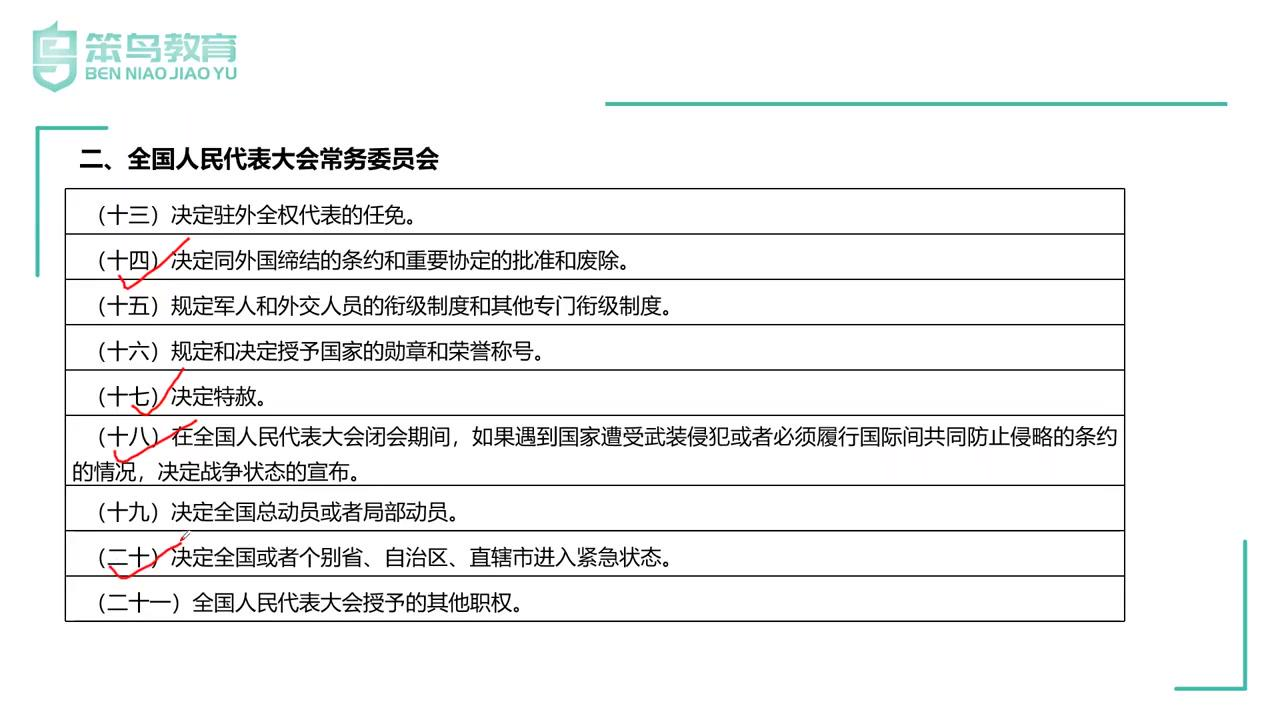 笨鸟教育
BEN NIAO JIAO YU
二、全国人民代表大会常务委员会
（十三）决定驻外全权代表的任免。
（十四）决定同外国缔结的条约和重要协定的批准和废除。
（十五）规定军人和外交人员的衔级制度和其他专门衔级制度。
（十六）规定和决定授予国家的勋章和荣誉称号。
（十七）决定特赦。
（十八）在全国人民代表大会闭会期间，如果遇到国家遭受武装侵犯或者必须履行国际间共同防止侵略的条约
的情况，决定战争状态的宣布。
（十九）决定全国总动员或者局部动员。
（二十）决定全国或者个别省、自治区、直辖市进入紧急状态。
（二十一）全国人民代表大会授予的其他职权。